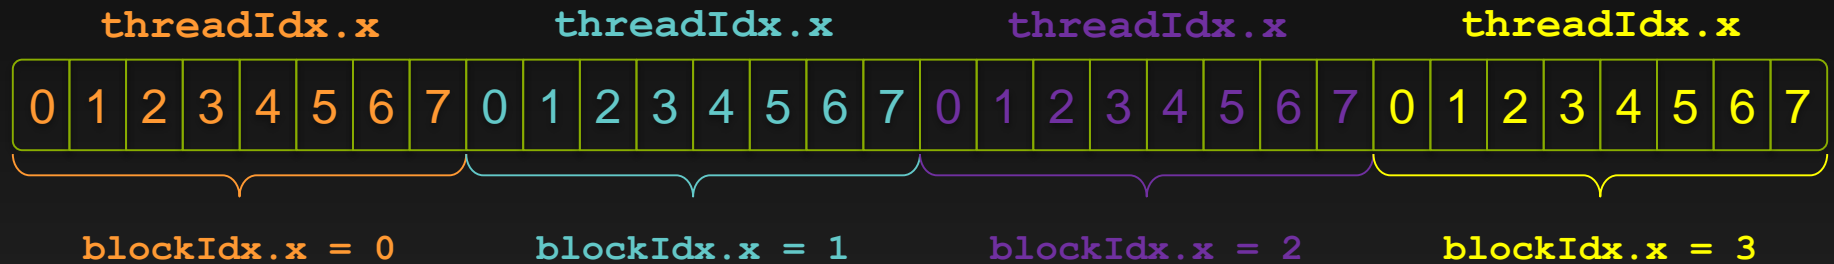 threadIdx.x threadIdx.x threadIdx.x threadIdx.x
0 1 2 3 4 5 6 7 0 1 2 3 4 5 6 7 0 1 2 3 4 5 6 7 0 1 2 3 4 5 6 7
blockIdx.x = 0 blockIdx.x = 1 blockIdx.x = 2 blockIdx.x = 3